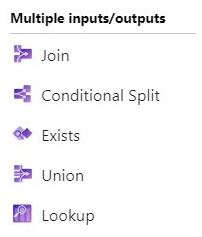 Multiple inputs/outputs
Join
Conditional Split
Exists
Union
Lookup